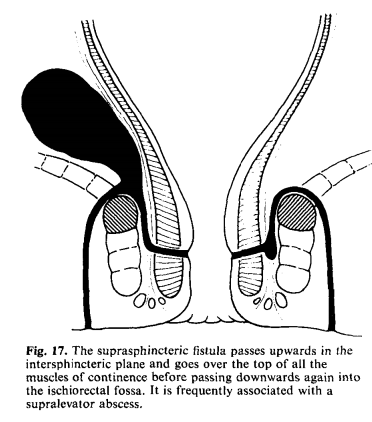 Fig. 17. The suprasphincteric fistula passes upwards in the
intersphincteric plane and goes over the top of all the
muscles of continence before passing downwards again into
the ischiorectal fossa. It is frequently associated with a
supralevator abscess.